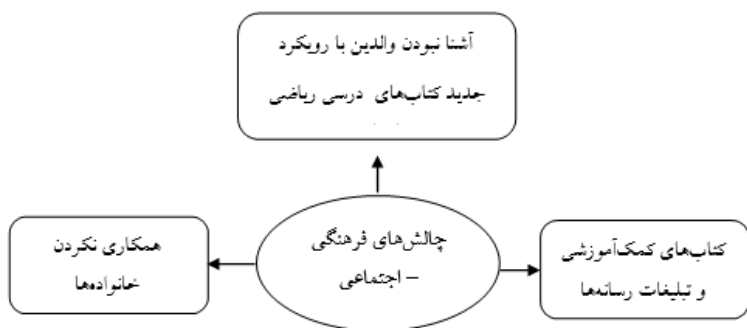 آشنا نبودن والدین با رویکرد
جدید کتاب‌های درسی ریاضی
چالش‌های فرهنگی
– اجتماعی
کتاب‌های کمک‌آموزشی
و تبلیغات رسانه‌ها
همکاری نکردن
خانواده‌ها